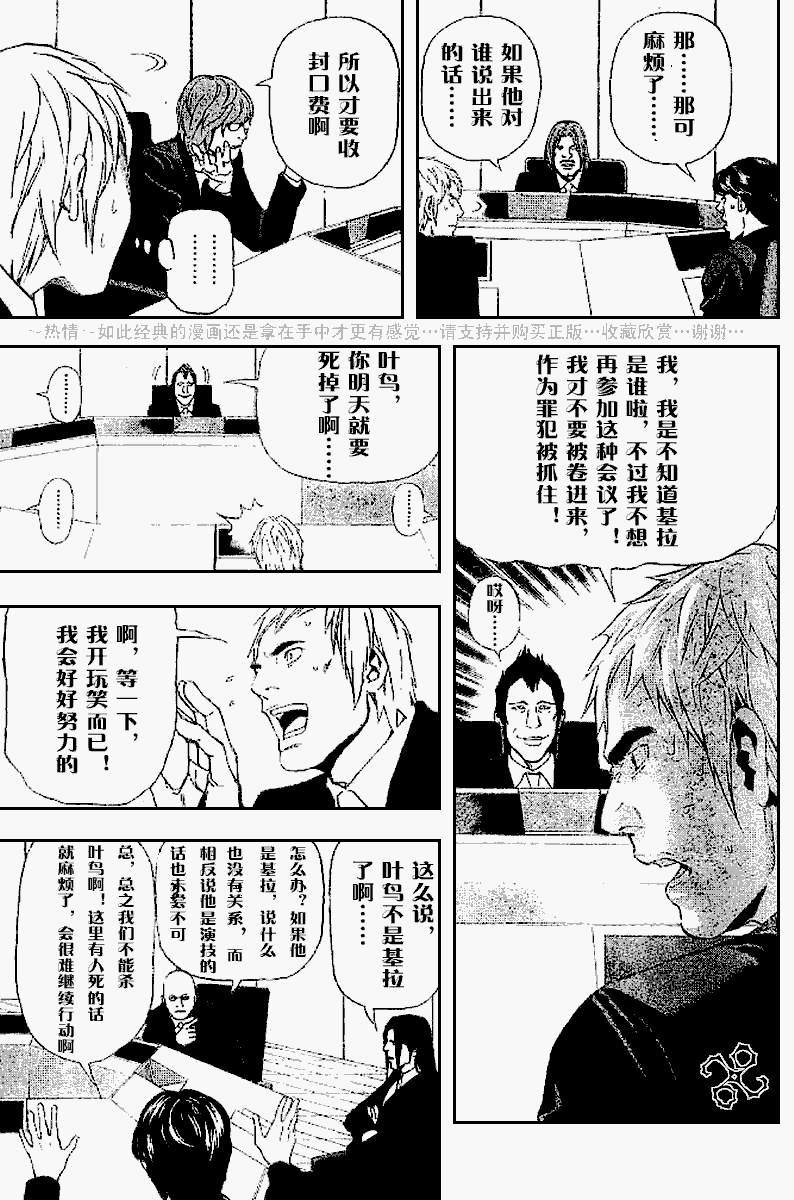 那……那可
麻烦了……
如果他对
谁说出来
的话……
所以才要收
封口费啊
………
………
～热情～如此经典的漫画还是拿在手中才更有感觉…请支持并购买正版…收藏欣赏…谢谢…
我，我是不知道基拉
是谁啦，不过我不想
再参加这种会议了！
我才不要被卷进来，
作为罪犯被抓住！
哎呀……
叶鸟，
你明天就要
死掉了啊……
……
……
……
啊，等一下，
我开玩笑而已！
我会好好努力的
这么说，
叶鸟不是基拉
了啊……
怎么办？如果他
是基拉，说什么
也没有关系，而
相反说他是演技的
话也未尝不可
总，总之我们不能杀
叶鸟啊！这里有人死的话
就麻烦了，会很难继续行动啊